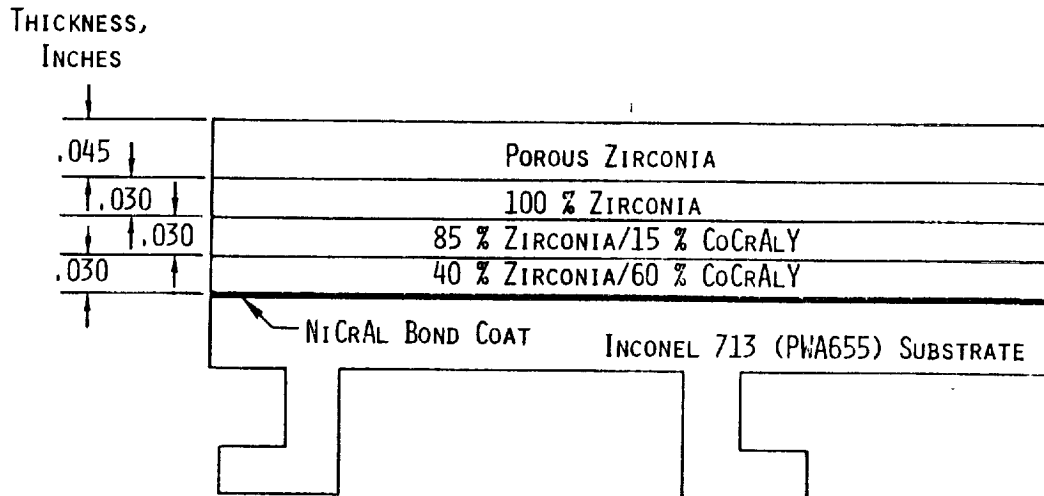 THICKNESS,
INCHES
.045
POROUS ZIRCONIA
.030
100 % ZIRCONIA
.030
85 % ZIRCONIA/15 % COCRALY
.030
40 % ZIRCONIA/60 % COCRALY
NICRAL BOND COAT
INCONEL 713 (PWA655) SUBSTRATE